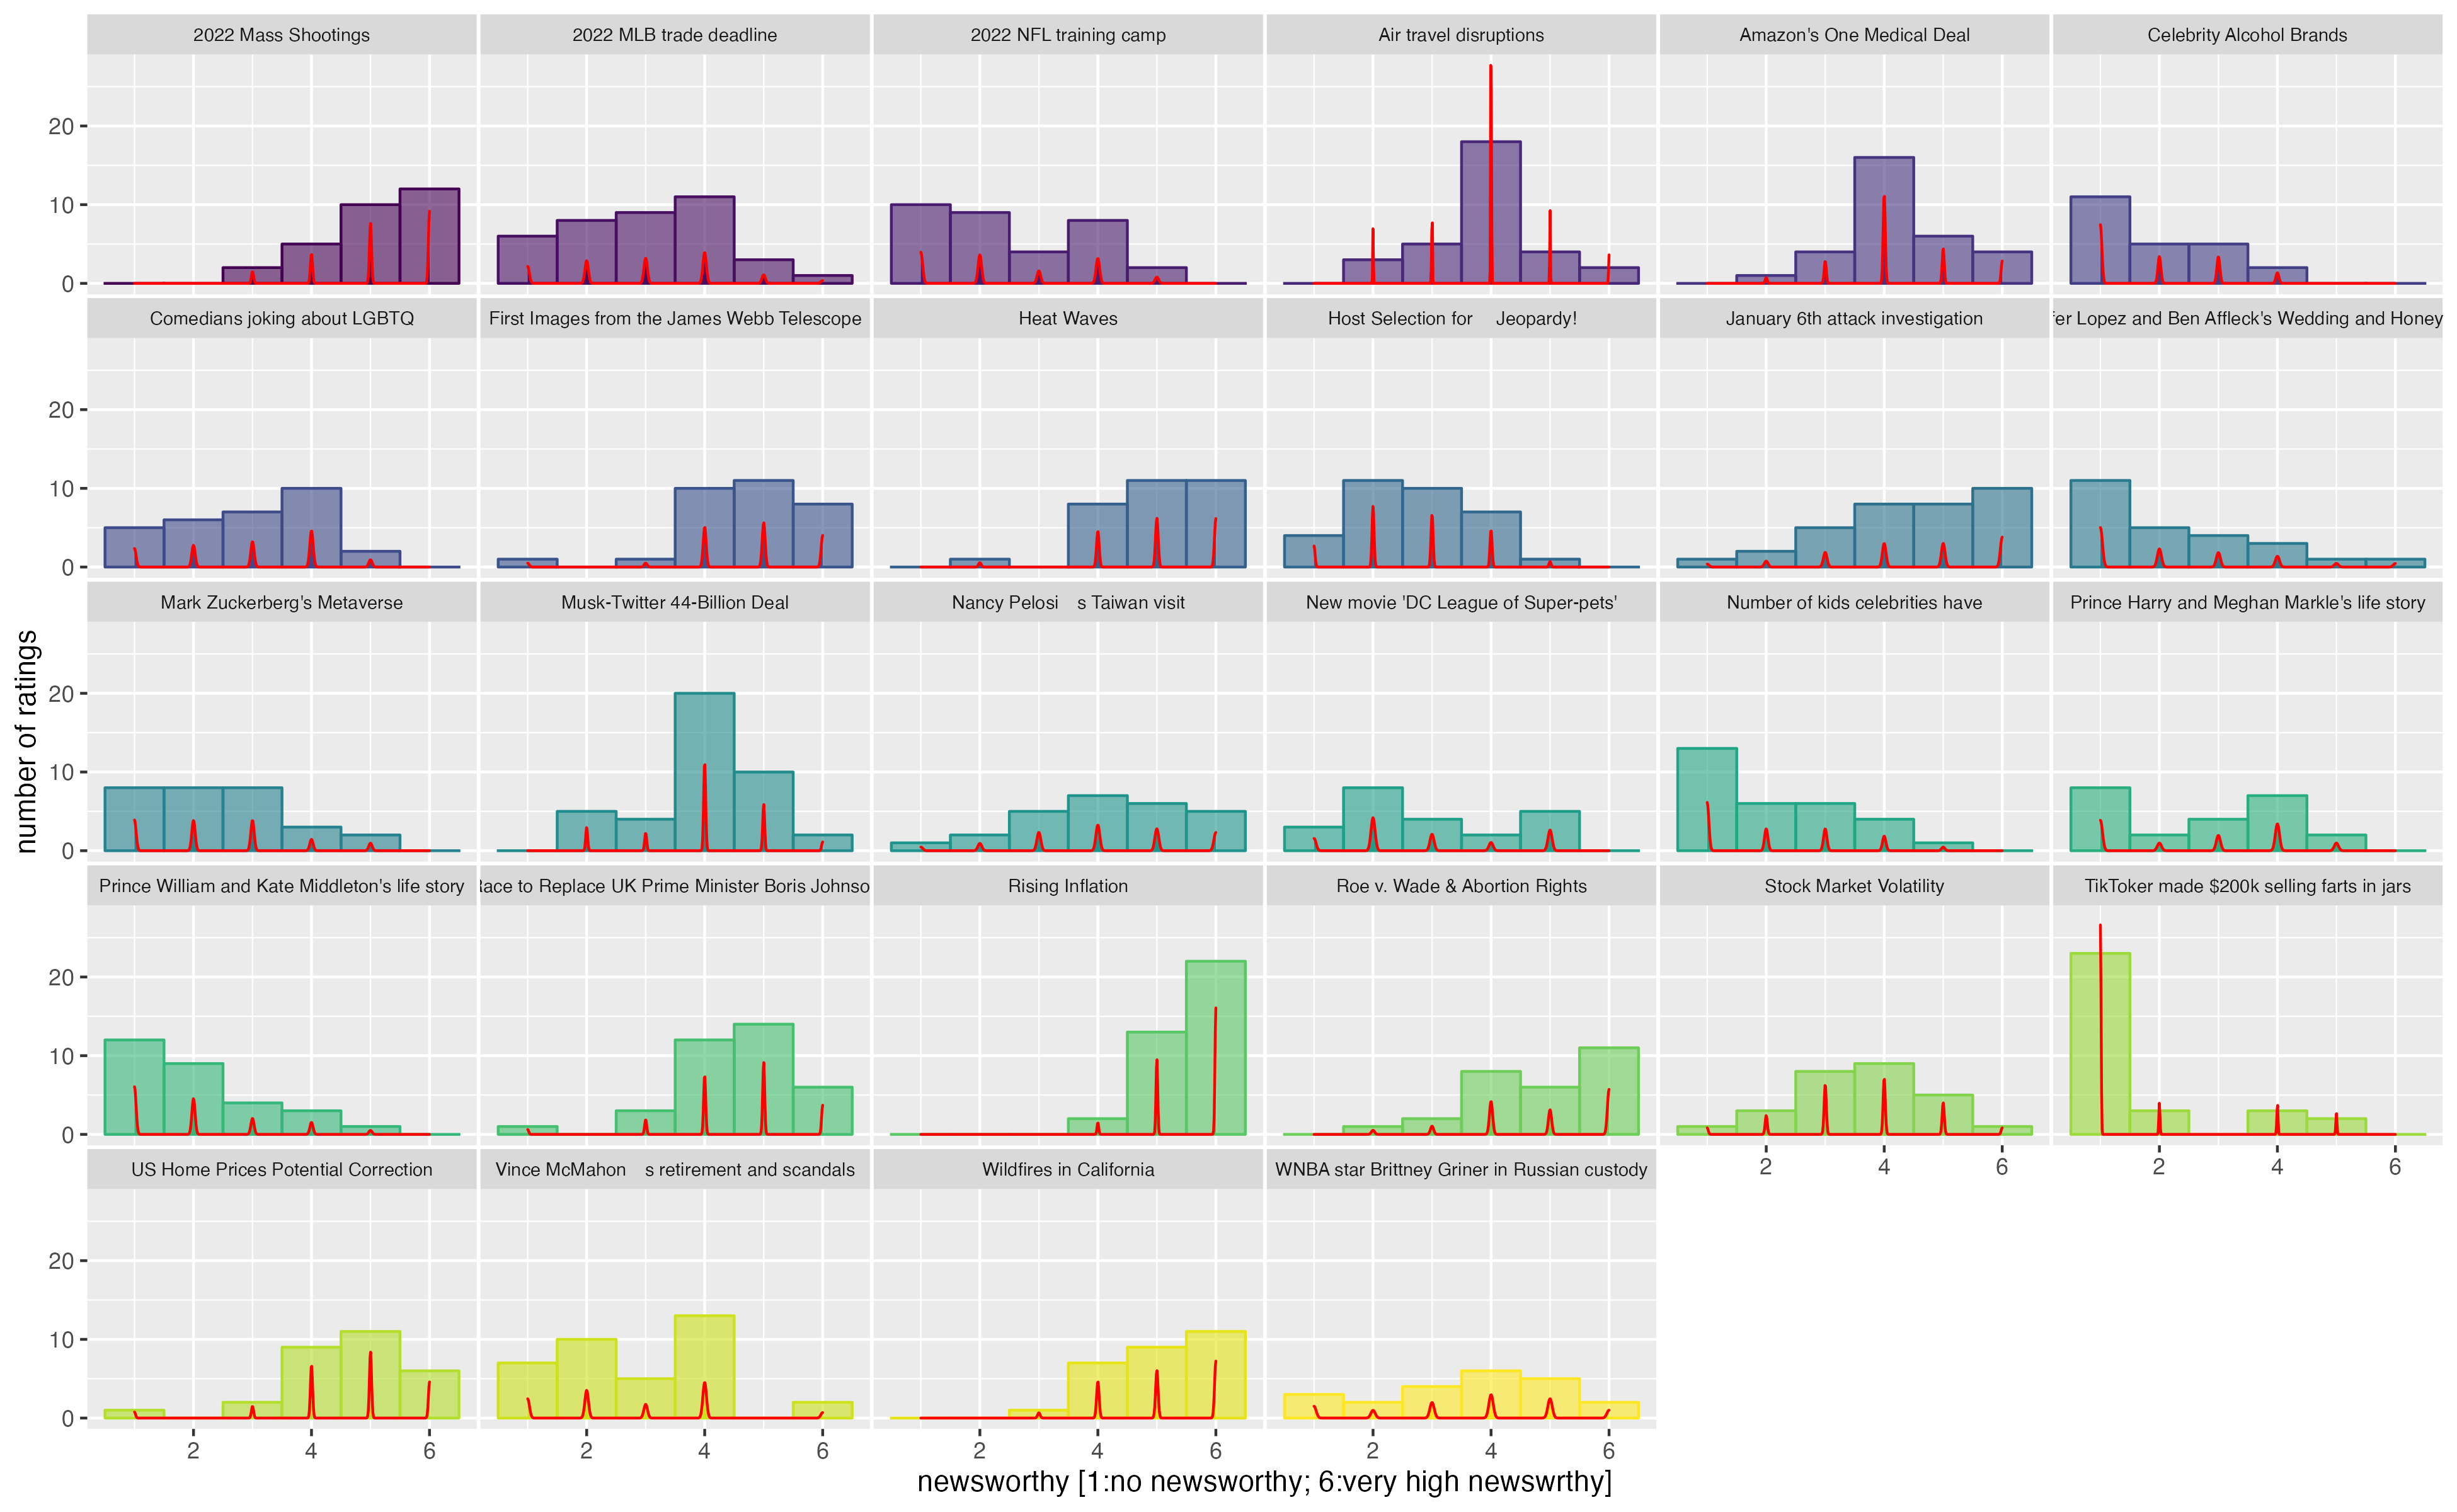 2022 Mass Shootings
2022 MLB trade deadline
2022 NFL training camp
Air travel disruptions
Amazon's One Medical Deal
Celebrity Alcohol Brands
20
10
0
Comedians joking about LGBTQ
First Images from the James Webb Telescope
Heat Waves
Host Selection for Jeopardy!
January 6th attack investigation
fer Lopez and Ben Affleck's Wedding and Honey
20
10
0
Mark Zuckerberg's Metaverse
Musk-Twitter 44-Billion Deal
Nancy Pelosi s Taiwan visit
New movie 'DC League of Super-pets'
Number of kids celebrities have
Prince Harry and Meghan Markle's life story
20
10
0
number of ratings
Prince William and Kate Middleton's life story
Race to Replace UK Prime Minister Boris Johnso
Rising Inflation
Roe v. Wade & Abortion Rights
Stock Market Volatility
TikToker made $200k selling farts in jars
20
10
0
2 4 6
2 4 6
US Home Prices Potential Correction
Vince McMahon s retirement and scandals
Wildfires in California
WNBA star Brittney Griner in Russian custody
20
10
0
2 4 6
2 4 6
2 4 6
2 4 6
newsworthy [1:no newsworthy; 6:very high newswrthy]